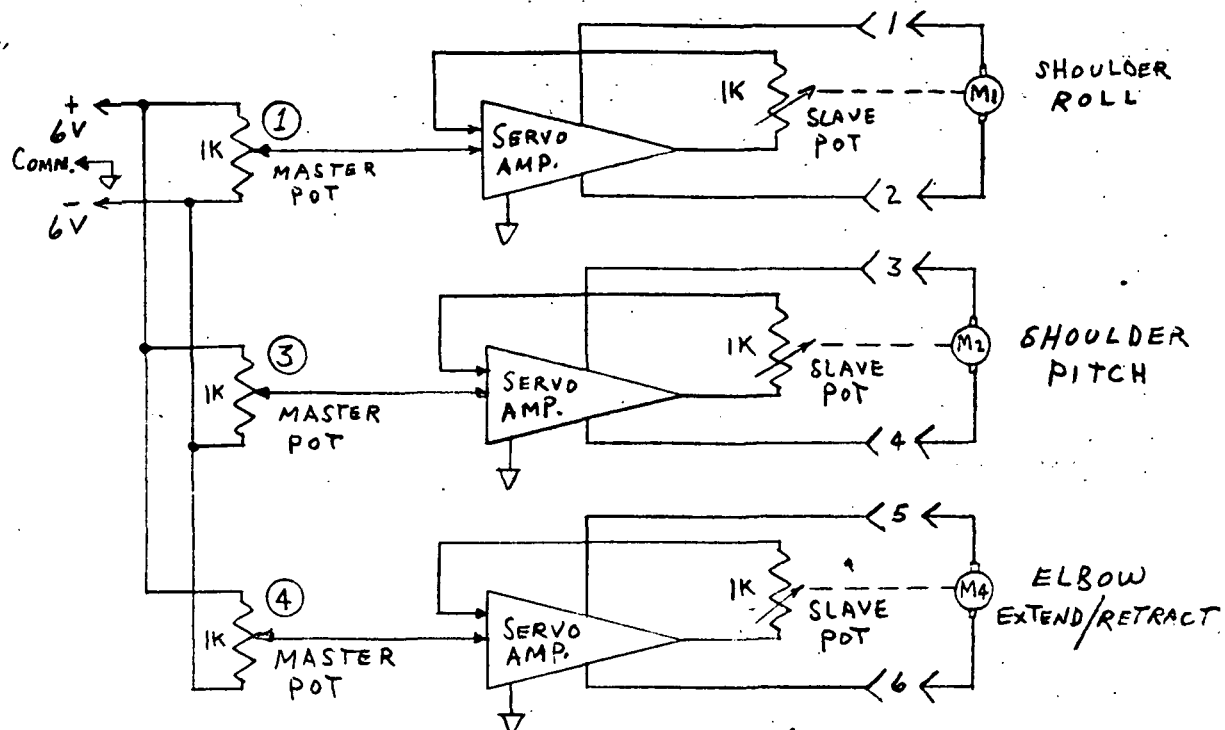 +
6V
COMN.
-
6V
1K
①
MASTER
POT
SERVO
AMP.
1K
SLAVE
POT
1
2
M1
SHOULDER
ROLL
1K
③
MASTER
POT
SERVO
AMP.
1K
SLAVE
POT
3
4
M2
SHOULDER
PITCH
1K
④
MASTER
POT
SERVO
AMP.
1K
SLAVE
POT
5
6
M4
ELBOW
EXTEND/RETRACT